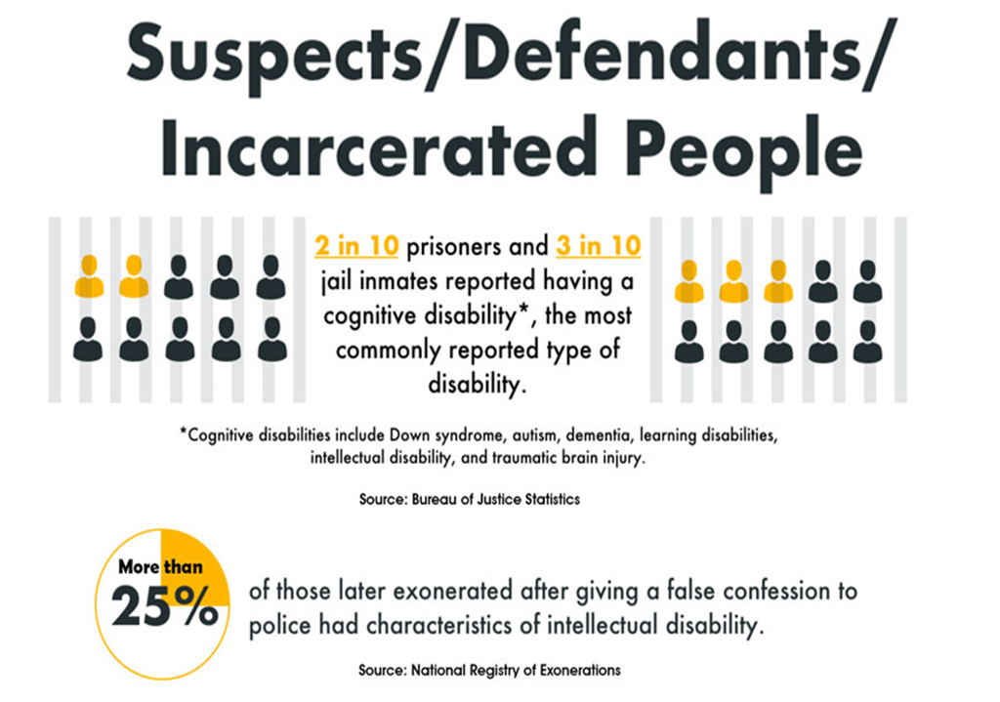 Suspects/Defendants/
Incarcerated People
2 in 10 prisoners and 3 in 10
jail inmates reported having a
cognitive disability*, the most
commonly reported type of
disability.
*Cognitive disabilities include Down syndrome, autism, dementia, learning disabilities,
intellectual disability, and traumatic brain injury.
Source: Bureau of Justice Statistics
More than
25%
of those later exonerated after giving a false confession to
police had characteristics of intellectual disability.
Source: National Registry of Exonerations